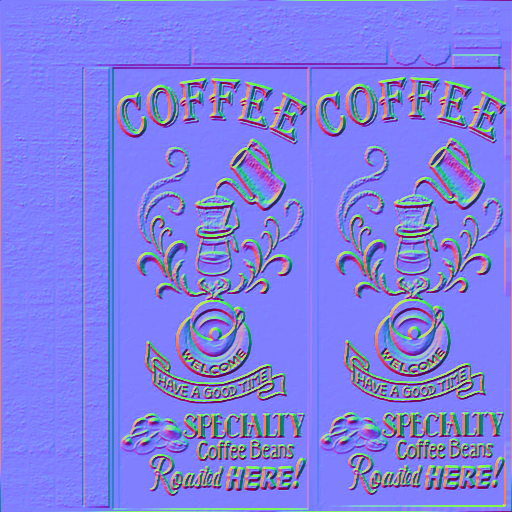 COFFEE
WELCOME
HAVE A GOOD TIME
SPECIALTY
Coffee Beans
Roasted HERE!
COFFEE
WELCOME
HAVE A GOOD TIME
SPECIALTY
Coffee Beans
Roasted HERE!